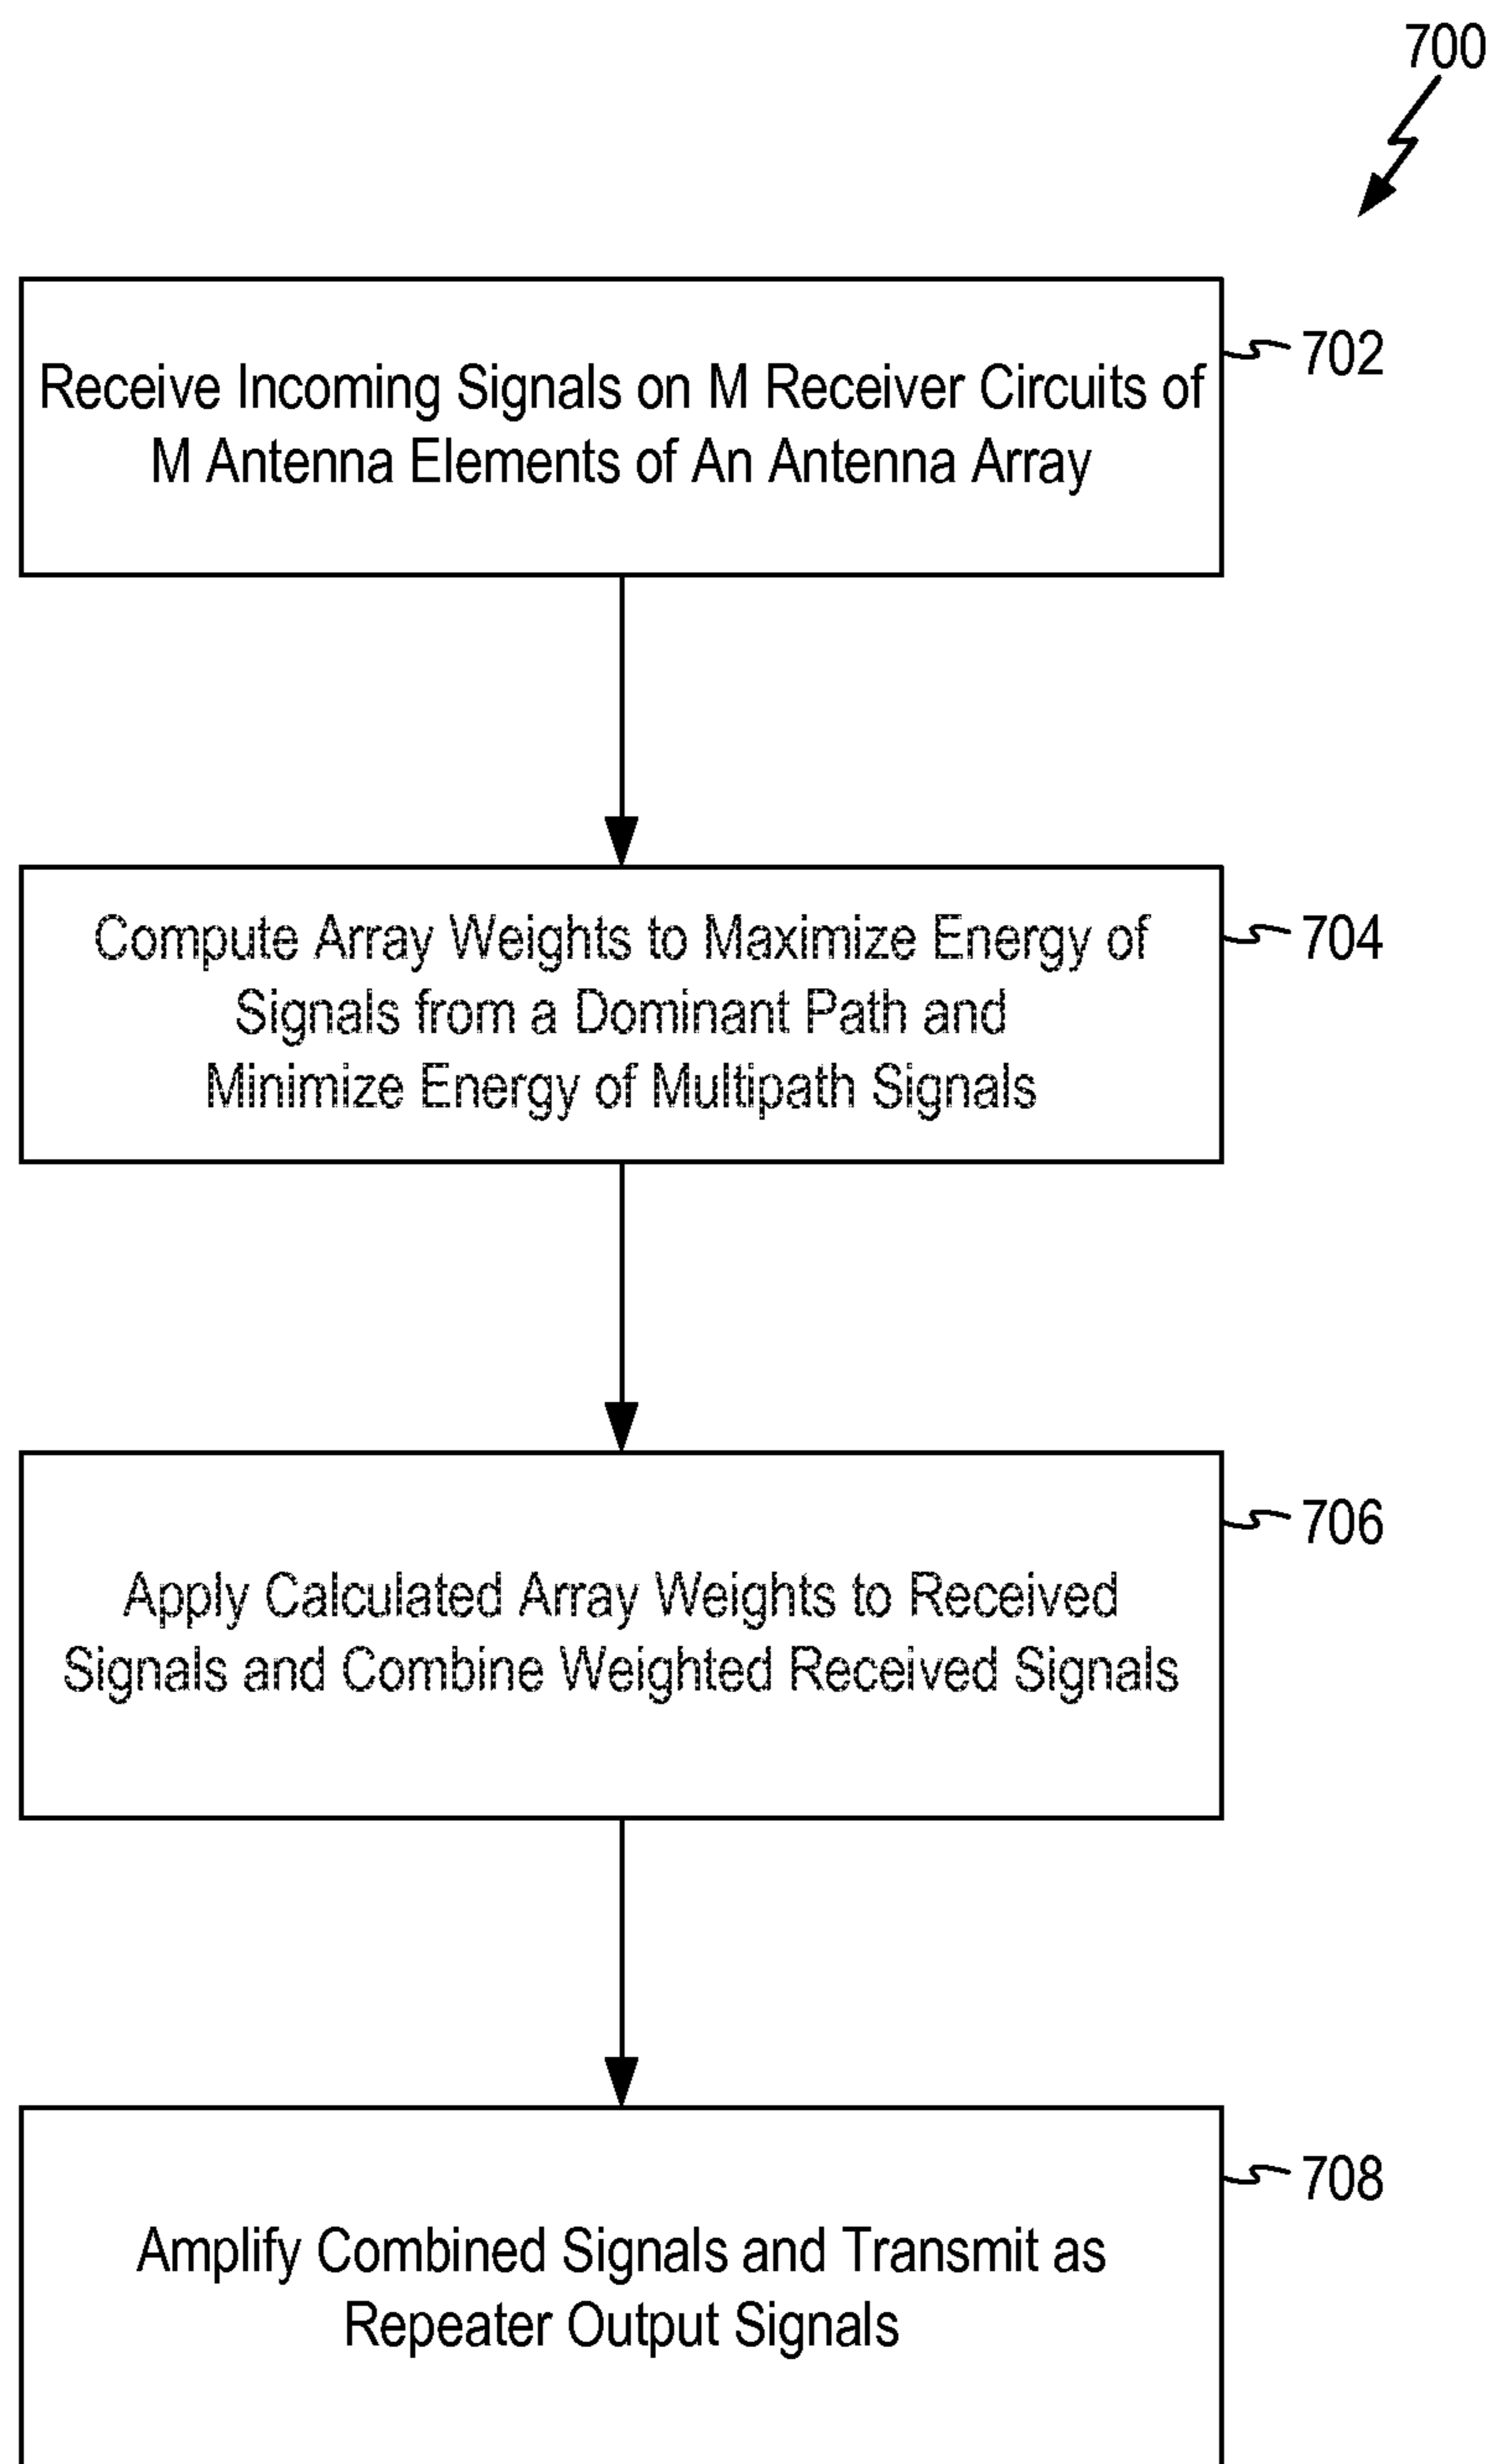 700
Receive Incoming Signals on M Receiver Circuits of
M Antenna Elements of An Antenna Array
702
Compute Array Weights to Maximize Energy of
Signals from a Dominant Path and
Minimize Energy of Multipath Signals
704
Apply Calculated Array Weights to Received
Signals and Combine Weighted Received Signals
706
Amplify Combined Signals and Transmit as
Repeater Output Signals
708